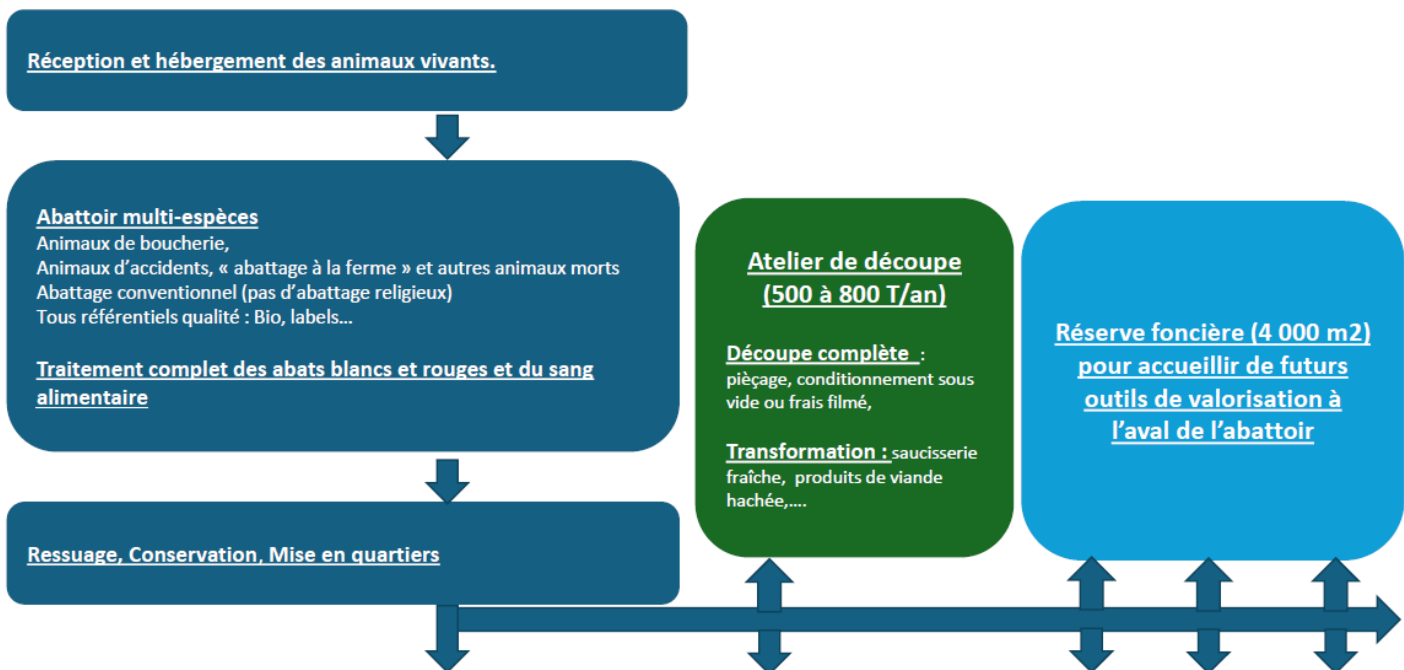 Réception et hébergement des animaux vivants.
Abattoir multi-espèces
Animaux de boucherie,
Animaux d’accidents, « abattage à la ferme » et autres animaux morts
Abattage conventionnel (pas d’abattage religieux)
Tous référentiels qualité : Bio, labels…
Traitement complet des abats blancs et rouges et du sang
alimentaire
Ressuage, Conservation, Mise en quartiers
Atelier de découpe
(500 à 800 T/an)
Découpe complète :
pièçage, conditionnement sous
vide ou frais filmé,
Transformation : saucisserie
fraîche, produits de viande
hachée,….
Réserve foncière (4 000 m2)
pour accueillir de futurs
outils de valorisation à
l’aval de l’abattoir